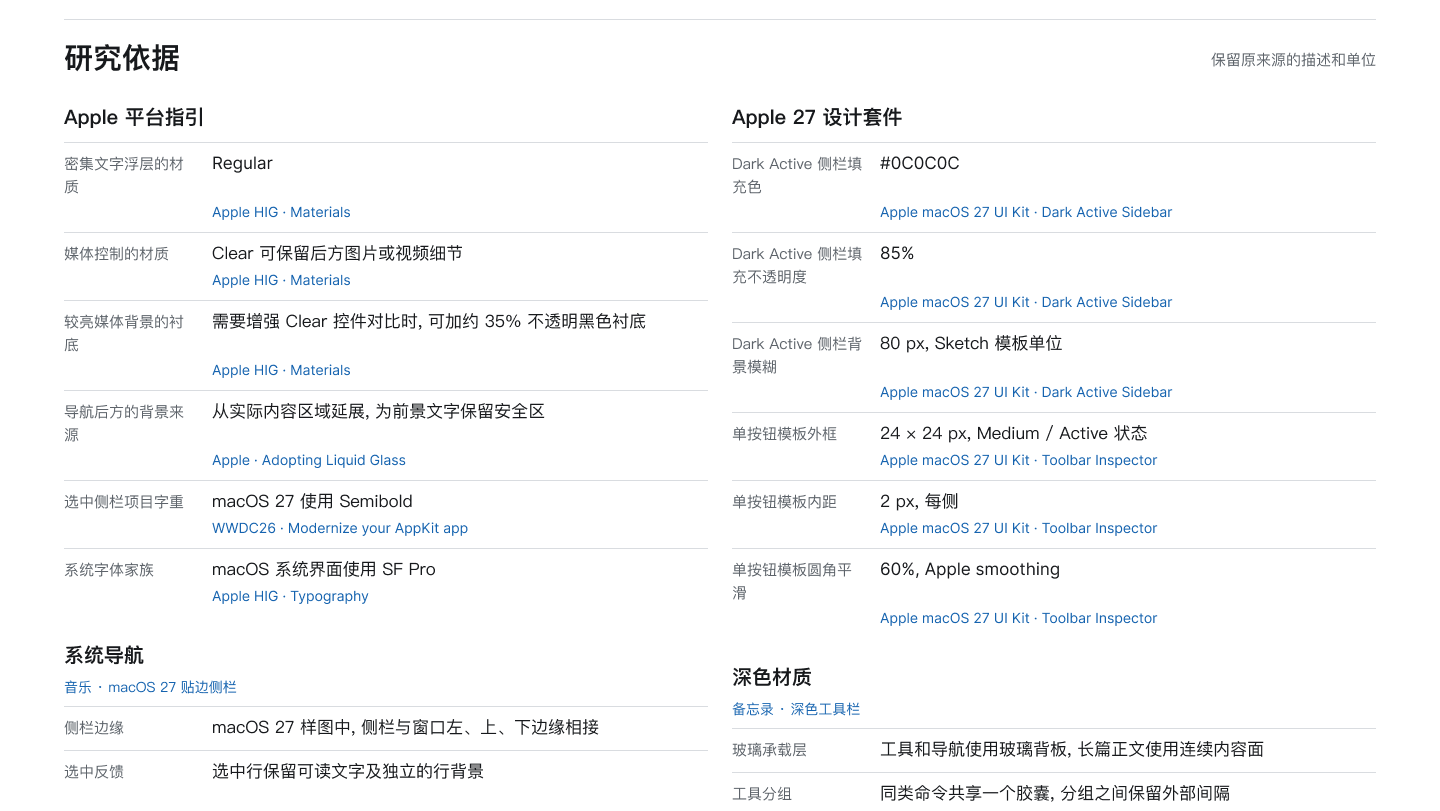 研究依据
保留原来源的描述和单位
Apple 平台指引
密集文字浮层的材
质
Regular
Apple HIG · Materials
媒体控制的材质
Clear 可保留后方图片或视频细节
Apple HIG · Materials
较亮媒体背景的衬
底
需要增强 Clear 控件对比时, 可加约 35% 不透明黑色衬底
Apple HIG · Materials
导航后方的背景来
源
从实际内容区域延展, 为前景文字保留安全区
Apple · Adopting Liquid Glass
选中侧栏项目字重
macOS 27 使用 Semibold
WWDC26 · Modernize your AppKit app
系统字体家族
macOS 系统界面使用 SF Pro
Apple HIG · Typography
系统导航
音乐 · macOS 27 贴边侧栏
侧栏边缘
macOS 27 样图中, 侧栏与窗口左、上、下边缘相接
选中反馈
选中行保留可读文字及独立的行背景
Apple 27 设计套件
Dark Active 侧栏填
充色
#0C0C0C
Apple macOS 27 UI Kit · Dark Active Sidebar
Dark Active 侧栏填
充不透明度
85%
Apple macOS 27 UI Kit · Dark Active Sidebar
Dark Active 侧栏背
景模糊
80 px, Sketch 模板单位
Apple macOS 27 UI Kit · Dark Active Sidebar
单按钮模板外框
24 × 24 px, Medium / Active 状态
Apple macOS 27 UI Kit · Toolbar Inspector
单按钮模板内距
2 px, 每侧
Apple macOS 27 UI Kit · Toolbar Inspector
单按钮模板圆角平
滑
60%, Apple smoothing
Apple macOS 27 UI Kit · Toolbar Inspector
深色材质
备忘录 · 深色工具栏
玻璃承载层
工具和导航使用玻璃背板, 长篇正文使用连续内容面
工具分组
同类命令共享一个胶囊, 分组之间保留外部间隔